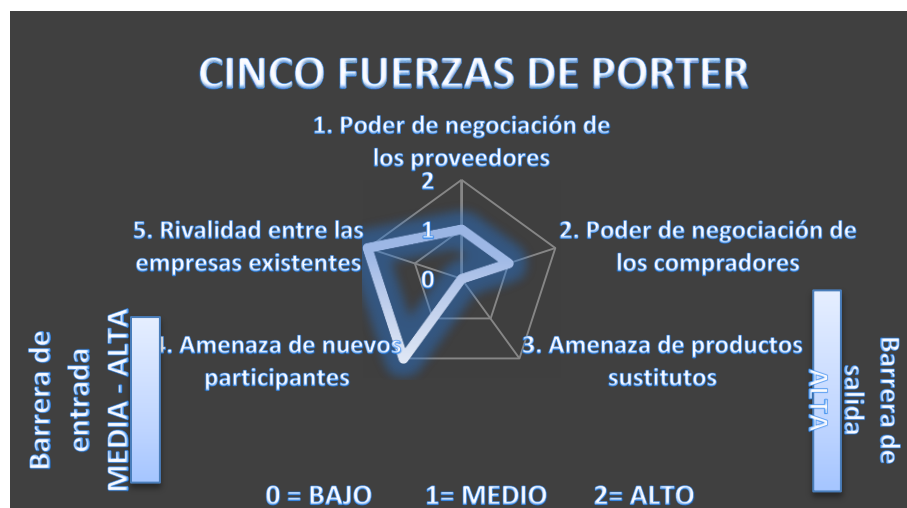 CINCO FUERZAS DE PORTER
1. Poder de negociación de
los proveedores
2
1
0
5. Rivalidad entre las
empresas existentes
2. Poder de negociación de
los compradores
4. Amenaza de nuevos
participantes
3. Amenaza de productos
sustitutos
Barrera de
entrada
MEDIA - ALTA
Barrera de
salida
ALTA
0 = BAJO 1= MEDIO 2= ALTO